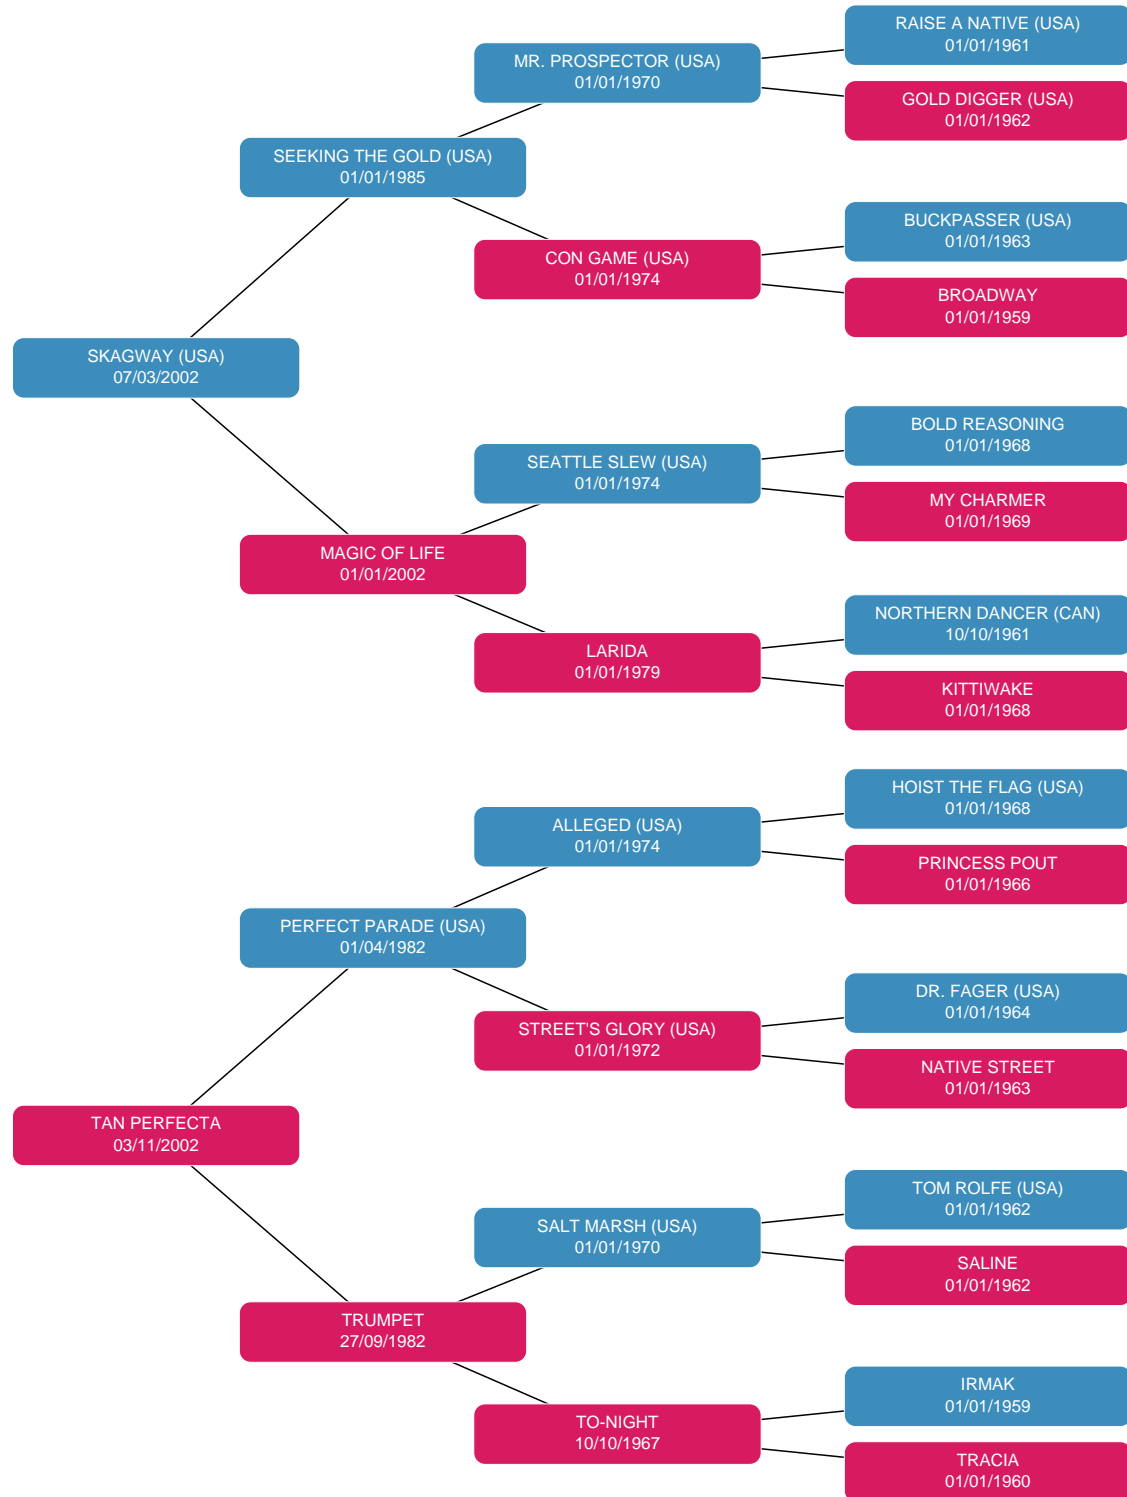 RAISE A NATIVE (USA)
01/01/1961
MR. PROSPECTOR (USA)
01/01/1970
GOLD DIGGER (USA)
01/01/1962
SEEKING THE GOLD (USA)
01/01/1985
BUCKPASSER (USA)
01/01/1963
CON GAME (USA)
01/01/1974
BROADWAY
01/01/1959
SKAGWAY (USA)
07/03/2002
BOLD REASONING
01/01/1968
SEATTLE SLEW (USA)
01/01/1974
MY CHARMER
01/01/1969
MAGIC OF LIFE
01/01/2002
NORTHERN DANCER (CAN)
10/10/1961
LARIDA
01/01/1979
KITTIWAKE
01/01/1968
HOIST THE FLAG (USA)
01/01/1968
ALLEGED (USA)
01/01/1974
PRINCESS POUT
01/01/1966
PERFECT PARADE (USA)
01/04/1982
DR. FAGER (USA)
01/01/1964
STREET'S GLORY (USA)
01/01/1972
NATIVE STREET
01/01/1963
TAN PERFECTA
03/11/2002
TOM ROLFE (USA)
01/01/1962
SALT MARSH (USA)
01/01/1970
SALINE
01/01/1962
TRUMPET
27/09/1982
IRMAK
01/01/1959
TO-NIGHT
10/10/1967
TRACIA
01/01/1960